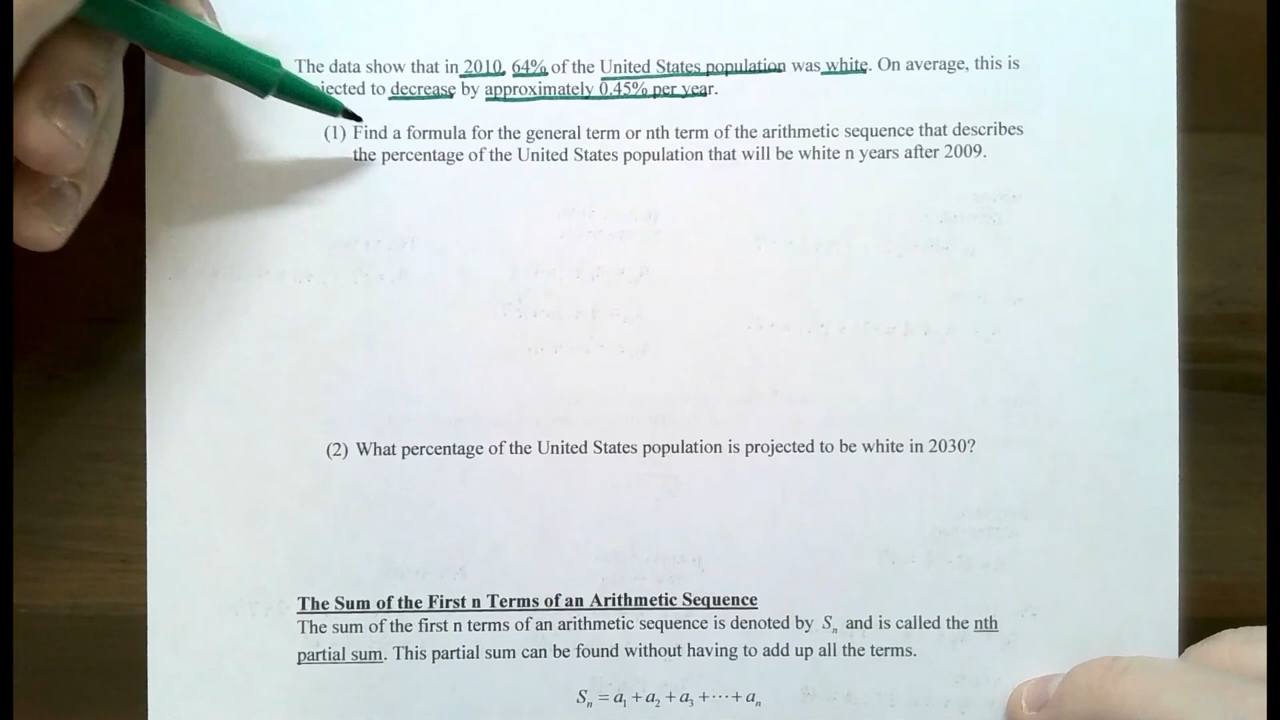 The data show that in 2010, 64% of the United States population was white. On average, this is
jected to decrease by approximately 0.45% per year.
(1) Find a formula for the general term or nth term of the arithmetic sequence that describes
the percentage of the United States population that will be white n years after 2009.
(2) What percentage of the United States population is projected to be white in 2030?
The Sum of the First n Terms of an Arithmetic Sequence
The sum of the first n terms of an arithmetic sequence is denoted by Sₙ and is called the nth
partial sum. This partial sum can be found without having to add up all the terms.
Sₙ = a₁ + a₂ + a₃ + ⋯ + aₙ